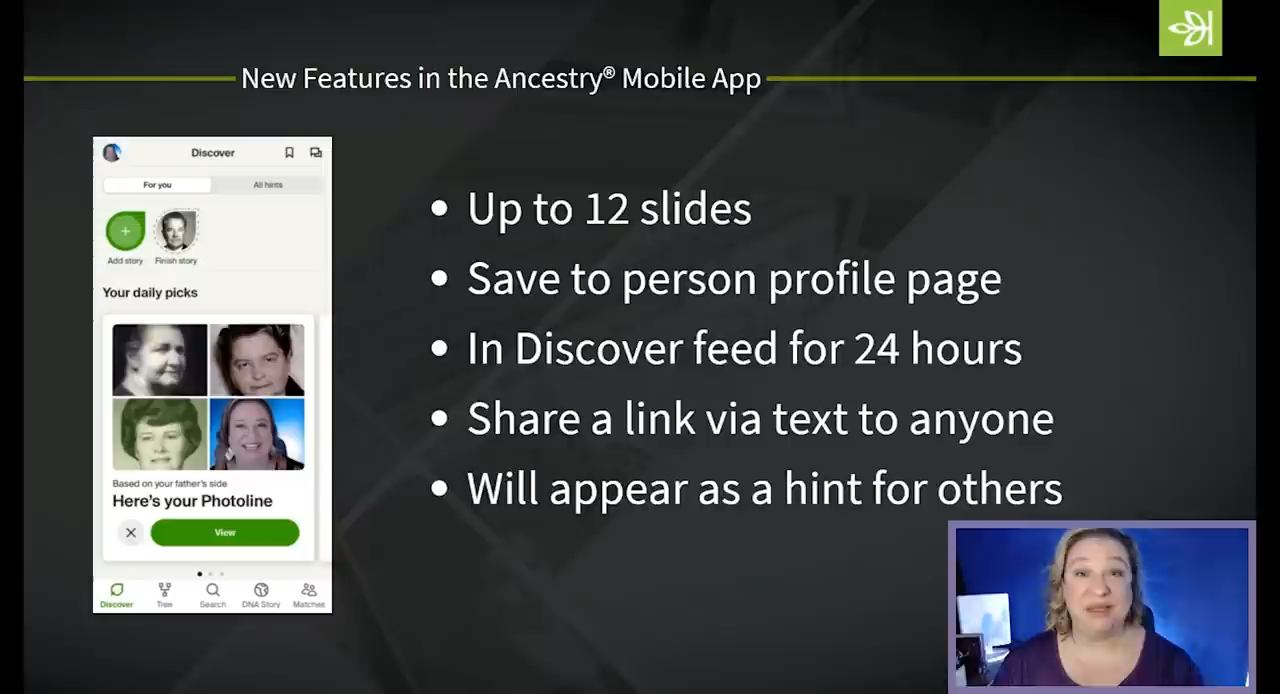 New Features in the Ancestry® Mobile App
Discover
For you
All hints
Add story
Finish story
Your daily picks
Based on your father's side
Here's your Photoline
View
Discover
Tree
Search
DNA Story
Matches
• Up to 12 slides
• Save to person profile page
• In Discover feed for 24 hours
• Share a link via text to anyone
• Will appear as a hint for others